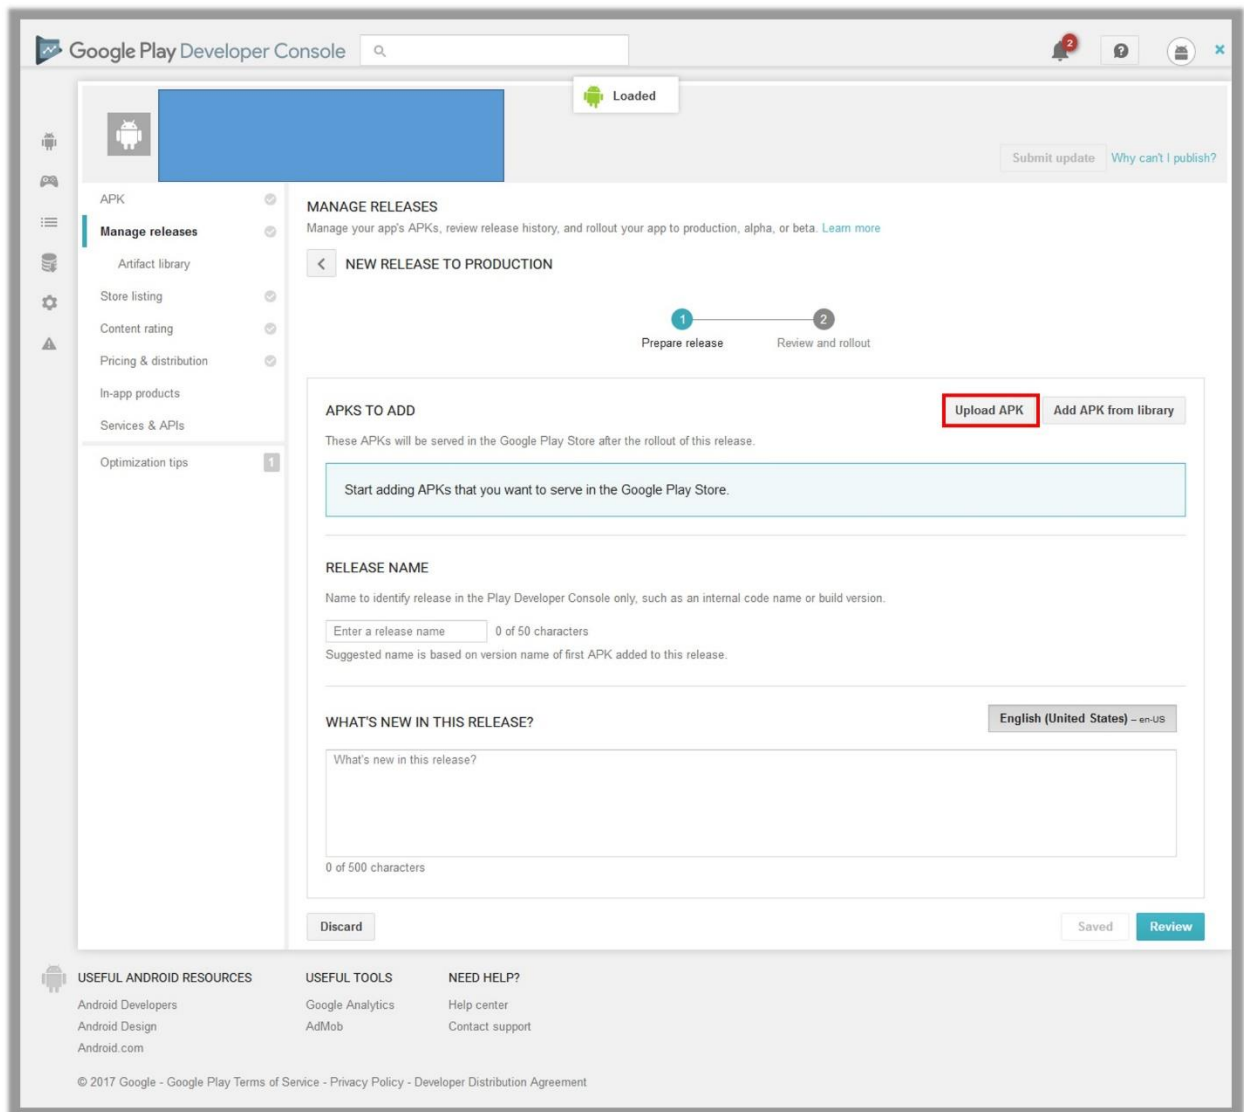 Google Play Developer Console
2
Loaded
Submit update Why can't I publish?
APK
Manage releases
Artifact library
Store listing
Content rating
Pricing & distribution
In-app products
Services & APIs
Optimization tips 1
MANAGE RELEASES
Manage your app's APKs, review release history, and rollout your app to production, alpha, or beta. Learn more
NEW RELEASE TO PRODUCTION
1 2
Prepare release Review and rollout
APKS TO ADD Upload APK Add APK from library
These APKs will be served in the Google Play Store after the rollout of this release.
Start adding APKs that you want to serve in the Google Play Store.
RELEASE NAME
Name to identify release in the Play Developer Console only, such as an internal code name or build version.
Enter a release name 0 of 50 characters
Suggested name is based on version name of first APK added to this release.
WHAT'S NEW IN THIS RELEASE? English (United States) – en-US
What's new in this release?
0 of 500 characters
Discard Saved Review
USEFUL ANDROID RESOURCES USEFUL TOOLS NEED HELP?
Android Developers Google Analytics Help center
Android Design AdMob Contact support
Android.com
© 2017 Google - Google Play Terms of Service - Privacy Policy - Developer Distribution Agreement